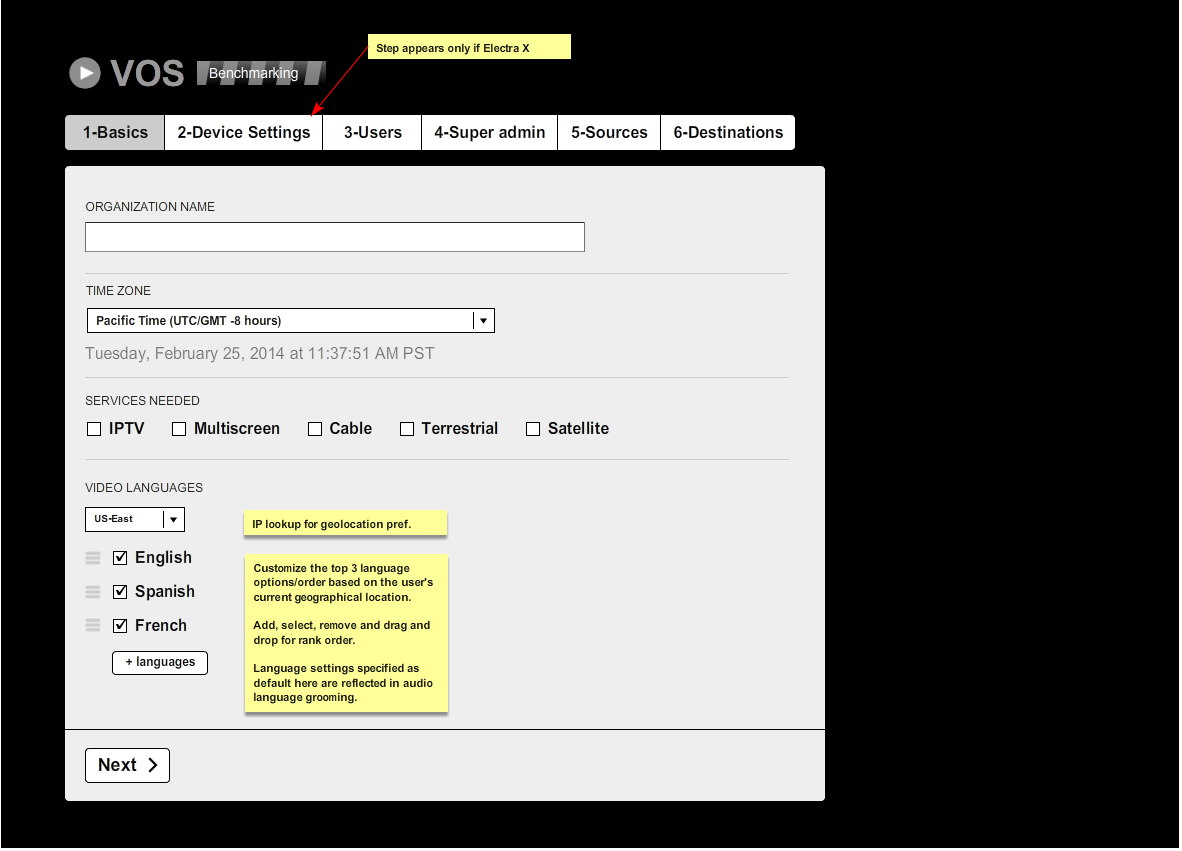 Step appears only if Electra X
VOS Benchmarking
1-Basics 2-Device Settings 3-Users 4-Super admin 5-Sources 6-Destinations
ORGANIZATION NAME
TIME ZONE
Pacific Time (UTC/GMT -8 hours)
Tuesday, February 25, 2014 at 11:37:51 AM PST
SERVICES NEEDED
IPTV Multiscreen Cable Terrestrial Satellite
VIDEO LANGUAGES
US-East
IP lookup for geolocation pref.
English
Spanish
French
+ languages
Customize the top 3 language
options/order based on the user's
current geographical location.
Add, select, remove and drag and
drop for rank order.
Language settings specified as
default here are reflected in audio
language grooming.
Next